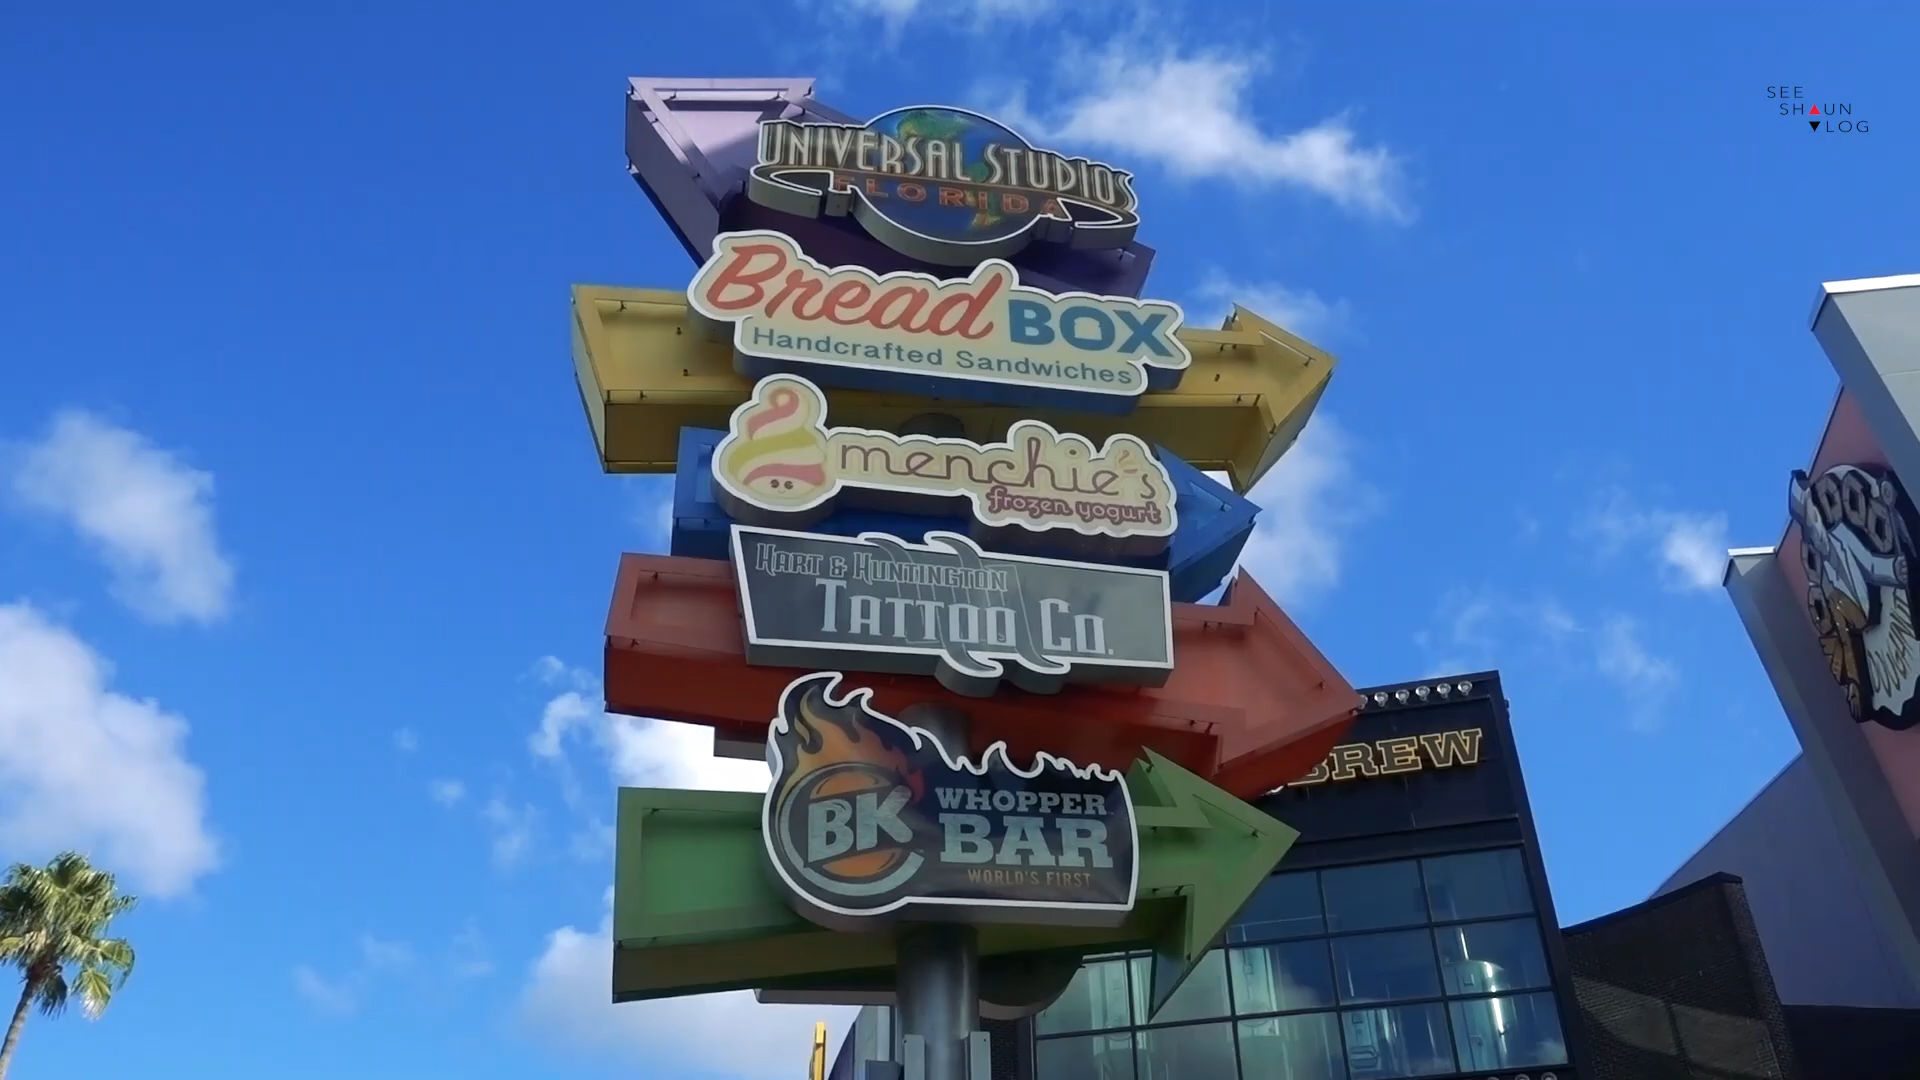 SEE
SHAUN
VLOG
UNIVERSAL STUDIOS
FLORIDA
Bread BOX
Handcrafted Sandwiches
menchie's
frozen yogurt
HART & HUNTINGTON
TATTOO CO.
BK
WHOPPER
BAR
WORLD'S FIRST
BREW